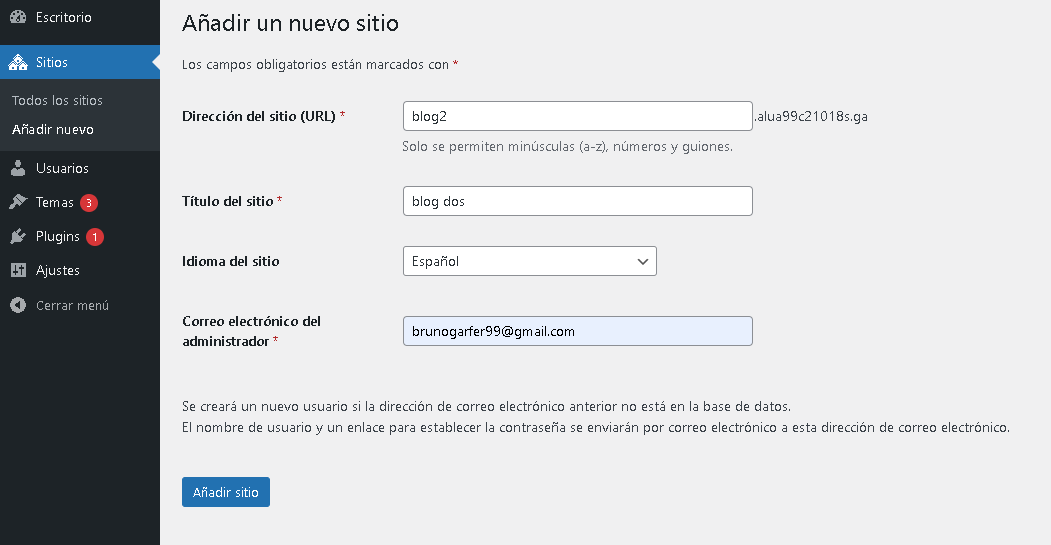 Escritorio
Sitios
Todos los sitios
Añadir nuevo
Usuarios
Temas 3
Plugins 1
Ajustes
Cerrar menú
Añadir un nuevo sitio
Los campos obligatorios están marcados con *
Dirección del sitio (URL) * blog2 .alua99c21018s.ga
Solo se permiten minúsculas (a-z), números y guiones.
Título del sitio * blog dos
Idioma del sitio Español
Correo electrónico del
administrador * brunogarfer99@gmail.com
Se creará un nuevo usuario si la dirección de correo electrónico anterior no está en la base de datos.
El nombre de usuario y un enlace para establecer la contraseña se enviarán por correo electrónico a esta dirección de correo electrónico.
Añadir sitio